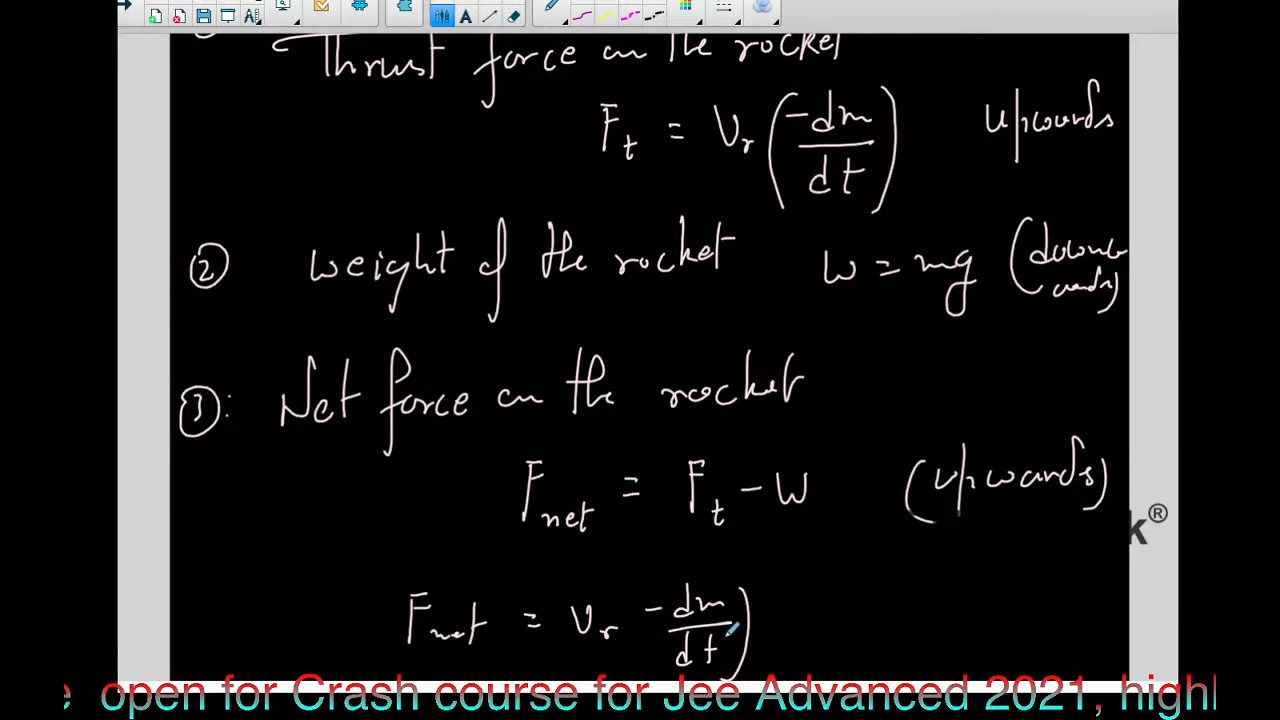 Thrust force on the rocket
F_t = v_r (-dm/dt) upwards
② weight of the rocket w = mg (downwards)
③: Net force on the rocket
F_net = F_t - W (upwards)
k®
F_net = v_r -dm/dt)
open for Crash course for Jee Advanced 2021, highl